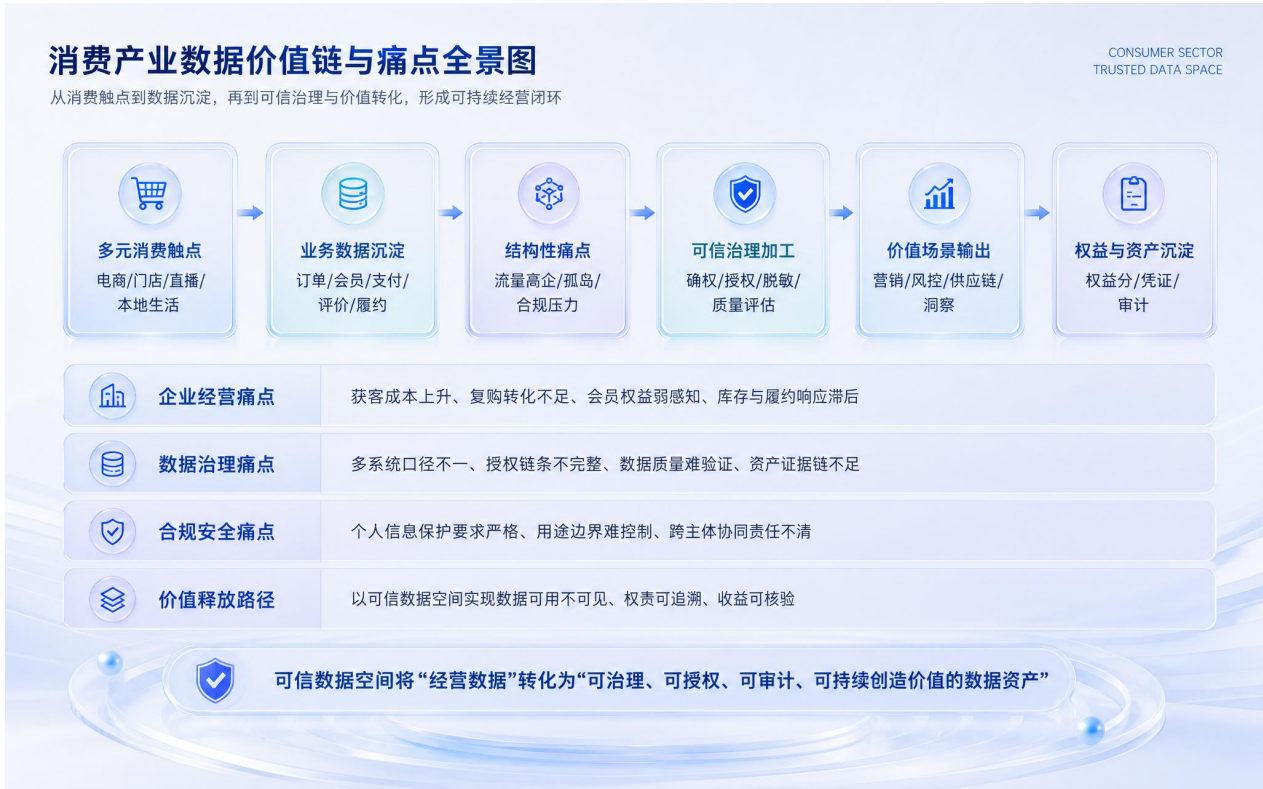 消费产业数据价值链与痛点全景图
CONSUMER SECTOR
TRUSTED DATA SPACE
从消费触点到数据沉淀，再到可信治理与价值转化，形成可持续经营闭环
多元消费触点
电商/门店/直播/
本地生活
业务数据沉淀
订单/会员/支付/
评价/履约
结构性痛点
流量高企/孤岛/
合规压力
可信治理加工
确权/授权/脱敏/
质量评估
价值场景输出
营销/风控/供应链/
洞察
权益与资产沉淀
权益分/凭证/
审计
企业经营痛点
获客成本上升、复购转化不足、会员权益弱感知、库存与履约响应滞后
数据治理痛点
多系统口径不一、授权链条不完整、数据质量难验证、资产证据链不足
合规安全痛点
个人信息保护要求严格、用途边界难控制、跨主体协同责任不清
价值释放路径
以可信数据空间实现数据可用不可见、权责可追溯、收益可核验
可信数据空间将“经营数据”转化为“可治理、可授权、可审计、可持续创造价值的数据资产”